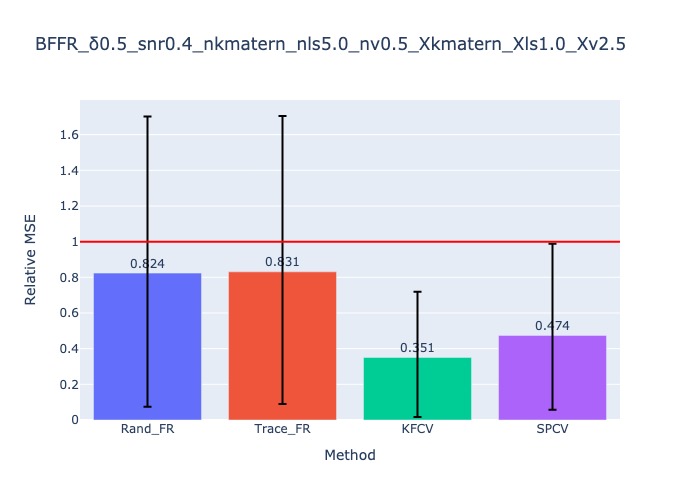 BFFR_δ0.5_snr0.4_nkmatern_nls5.0_nv0.5_Xkmatern_Xls1.0_Xv2.5
Relative MSE
1.6
1.4
1.2
1
0.8
0.6
0.4
0.2
0
0.824
0.831
0.351
0.474
Rand_FR
Trace_FR
KFCV
SPCV
Method